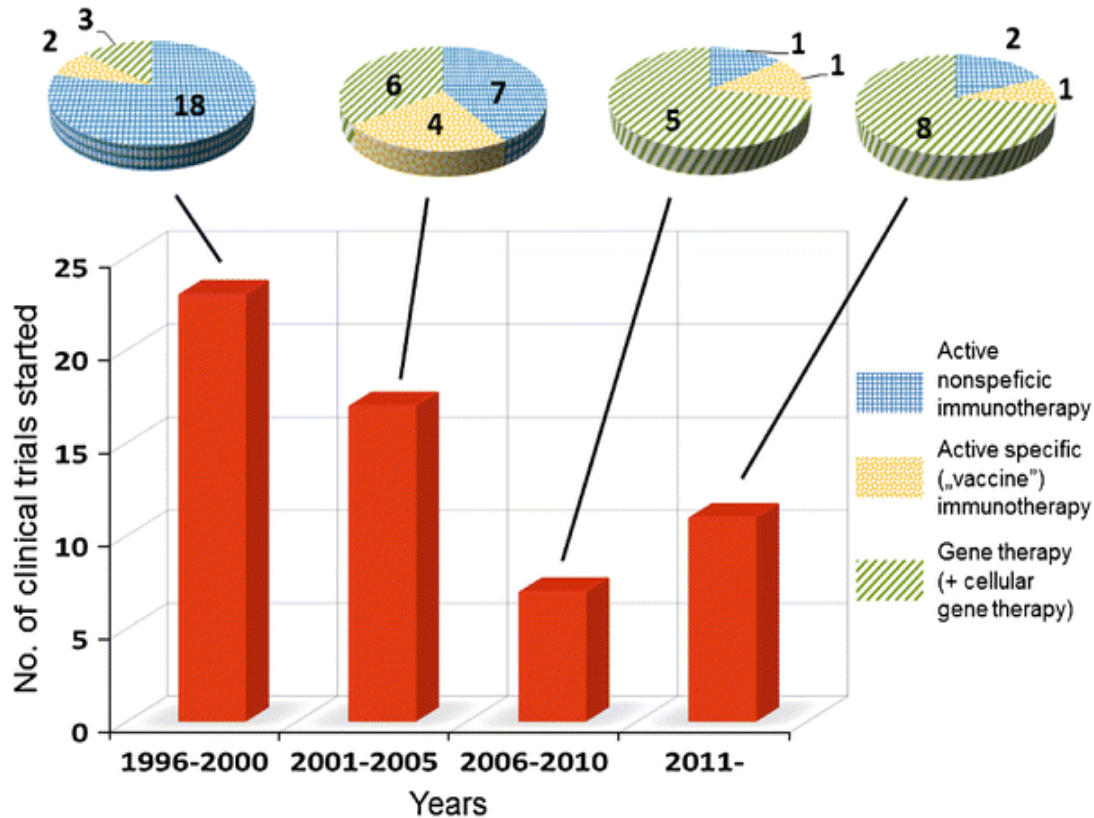 2
3
18
6
7
4
1
1
5
2
1
8
No. of clinical trials started
25
20
15
10
5
0
1996-2000
2001-2005
2006-2010
2011-
Years
Active
nonspeficic
immunotherapy
Active specific
(„vaccine”)
immunotherapy
Gene therapy
(+ cellular
gene therapy)